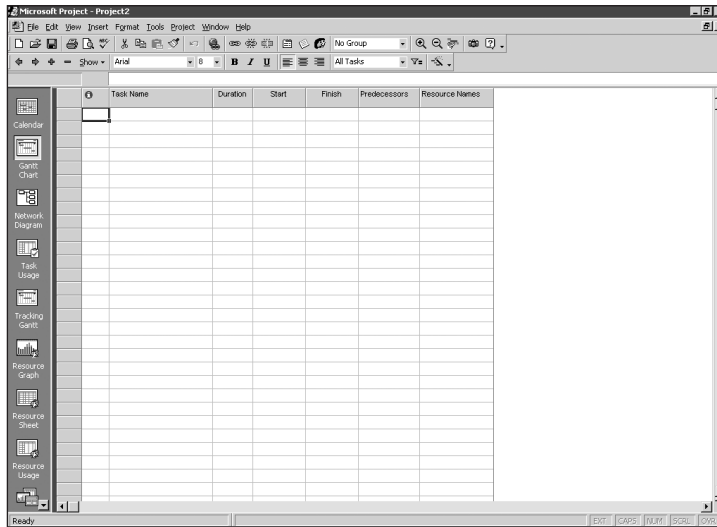 Microsoft Project - Project2
File Edit View Insert Format Tools Project Window Help
No Group
Show Arial 8 B I U All Tasks
Task Name Duration Start Finish Predecessors Resource Names
Calendar
Gantt
Chart
Network
Diagram
Task
Usage
Tracking
Gantt
Resource
Graph
Resource
Sheet
Resource
Usage
Ready EXT CAPS NUM SCRL OVR